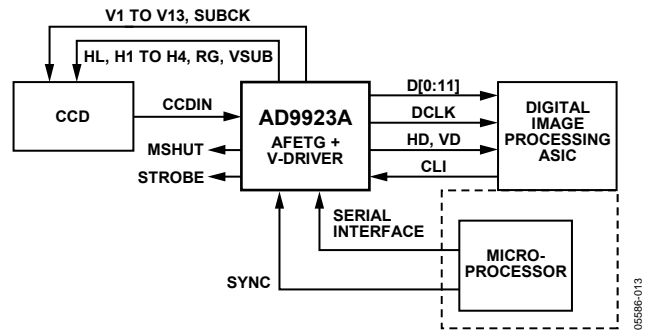 V1 TO V13, SUBCK
HL, H1 TO H4, RG, VSUB
CCD
CCDIN
MSHUT
STROBE
AD9923A
AFETG +
V-DRIVER
D[0:11]
DCLK
HD, VD
CLI
DIGITAL
IMAGE
PROCESSING
ASIC
SERIAL
INTERFACE
SYNC
MICRO-
PROCESSOR
05586-013